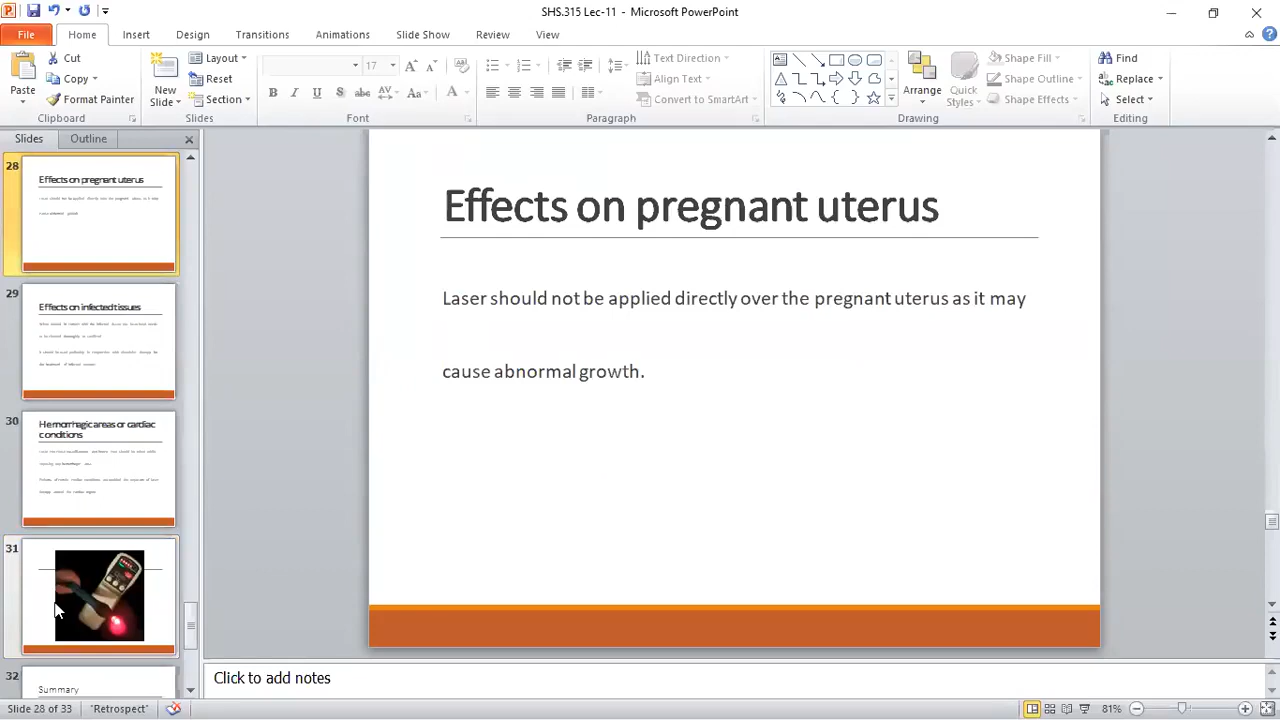 SHS.315 Lec-11 - Microsoft PowerPoint
File Home Insert Design Transitions Animations Slide Show Review View
Cut
Copy
Format Painter
Paste
Clipboard
New Slide
Layout
Reset
Section
Slides
17
Font
Paragraph
Text Direction
Align Text
Convert to SmartArt
Arrange
Quick Styles
Shape Fill
Shape Outline
Shape Effects
Drawing
Find
Replace
Select
Editing
Slides Outline
28
Effects on pregnant uterus
29
Effects on infected tissues
30
Hemorrhagic areas or cardiac
conditions
31
32
Summary
Effects on pregnant uterus
Laser should not be applied directly over the pregnant uterus as it may
cause abnormal growth.
Click to add notes
Slide 28 of 33 "Retrospect" 81%